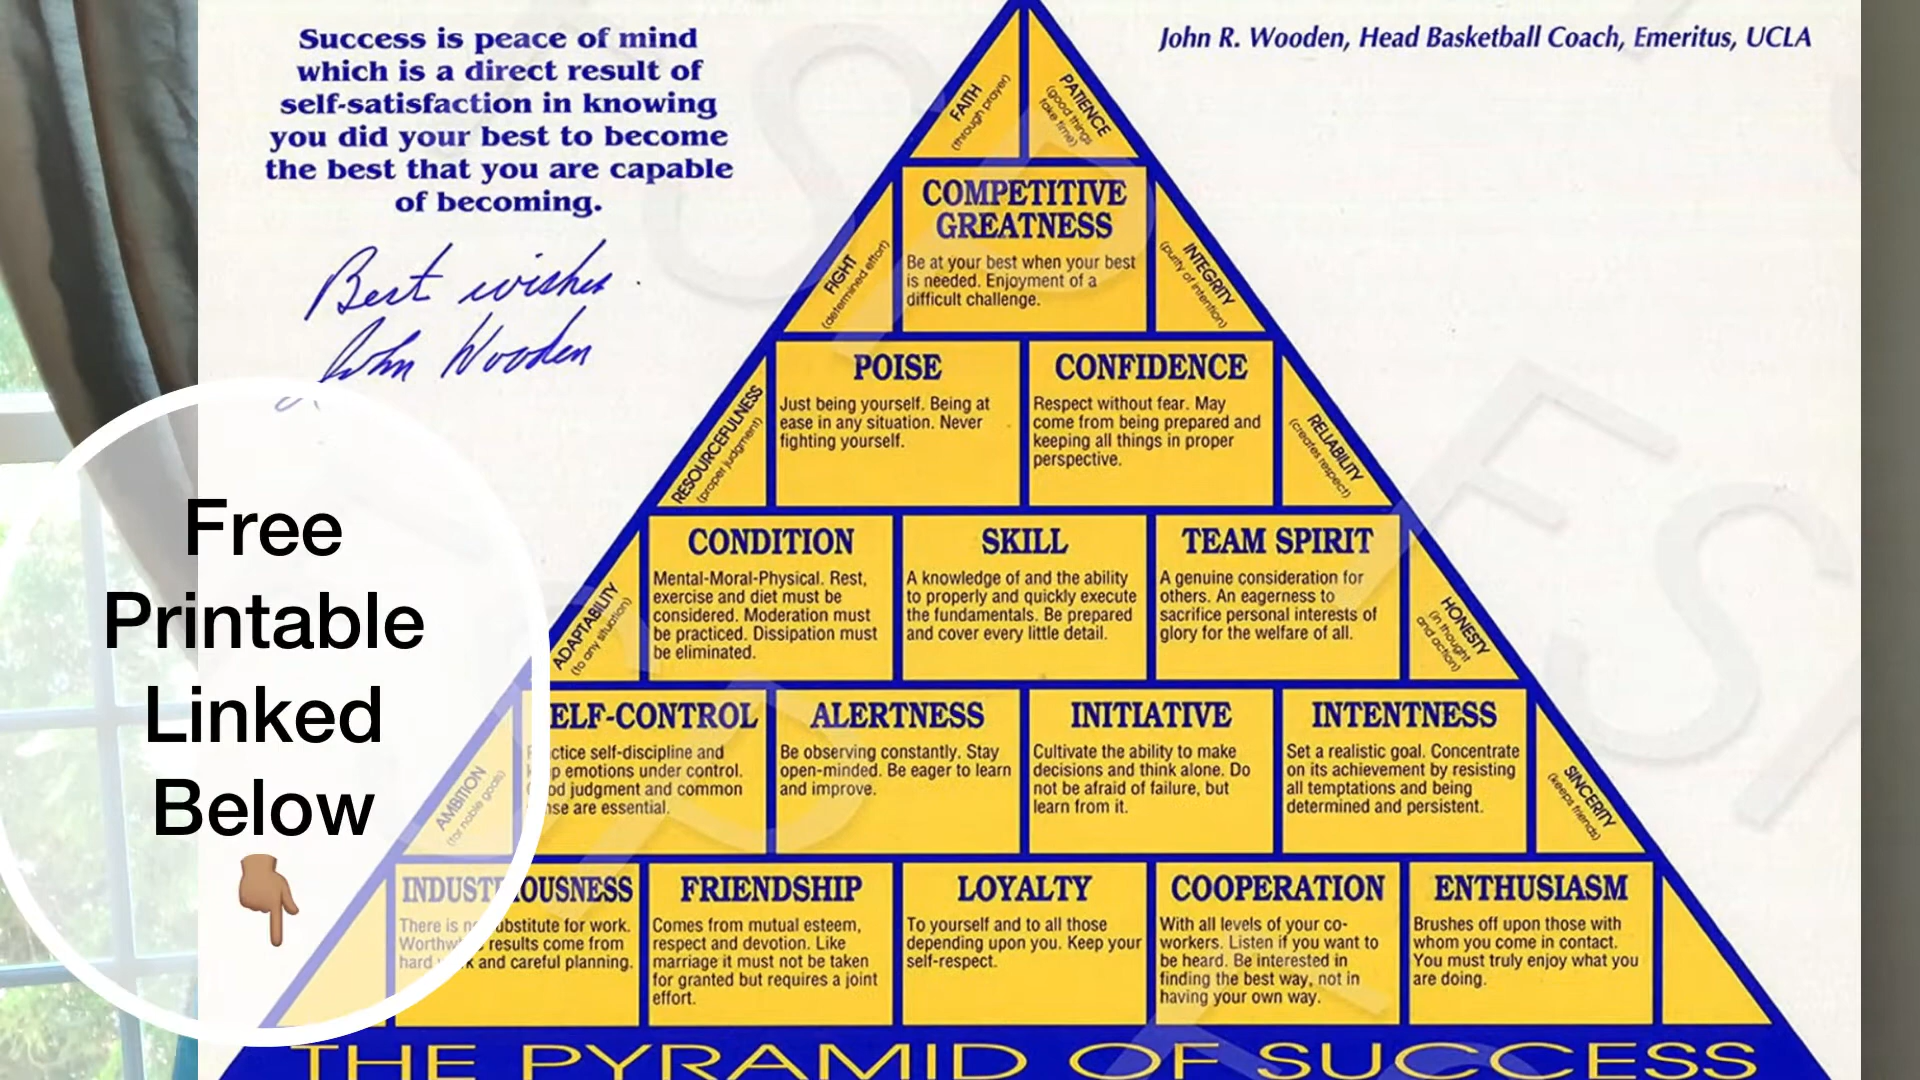 Success is peace of mind
which is a direct result of
self-satisfaction in knowing
you did your best to become
the best that you are capable
of becoming.
Best wishes
John Wooden
John R. Wooden, Head Basketball Coach, Emeritus, UCLA
FAITH
(through prayer)
PATIENCE
(good things
take time)
FIGHT
(determined effort)
COMPETITIVE
GREATNESS
Be at your best when your best
is needed. Enjoyment of a
difficult challenge.
INTEGRITY
(purity of intention)
RESOURCEFULNESS
(proper judgment)
POISE
Just being yourself. Being at
ease in any situation. Never
fighting yourself.
CONFIDENCE
Respect without fear. May
come from being prepared and
keeping all things in proper
perspective.
RELIABILITY
(creates respect)
ADAPTABILITY
(to any situation)
CONDITION
Mental-Moral-Physical. Rest,
exercise and diet must be
considered. Moderation must
be practiced. Dissipation must
be eliminated.
SKILL
A knowledge of and the ability
to properly and quickly execute
the fundamentals. Be prepared
and cover every little detail.
TEAM SPIRIT
A genuine consideration for
others. An eagerness to
sacrifice personal interests of
glory for the welfare of all.
HONESTY
(in thought
and action)
AMBITION
(for noble goals)
ELF-CONTROL
ctice self-discipline and
p emotions under control.
od judgment and common
nse are essential.
ALERTNESS
Be observing constantly. Stay
open-minded. Be eager to learn
and improve.
INITIATIVE
Cultivate the ability to make
decisions and think alone. Do
not be afraid of failure, but
learn from it.
INTENTNESS
Set a realistic goal. Concentrate
on its achievement by resisting
all temptations and being
determined and persistent.
SINCERITY
(keeps friends)
INDUSTRIOUSNESS
There is no substitute for work.
Worthwhile results come from
hard work and careful planning.
FRIENDSHIP
Comes from mutual esteem,
respect and devotion. Like
marriage it must not be taken
for granted but requires a joint
effort.
LOYALTY
To yourself and to all those
depending upon you. Keep your
self-respect.
COOPERATION
With all levels of your co-
workers. Listen if you want to
be heard. Be interested in
finding the best way, not in
having your own way.
ENTHUSIASM
Brushes off upon those with
whom you come in contact.
You must truly enjoy what you
are doing.
THE PYRAMID OF SUCCESS
Free
Printable
Linked
Below